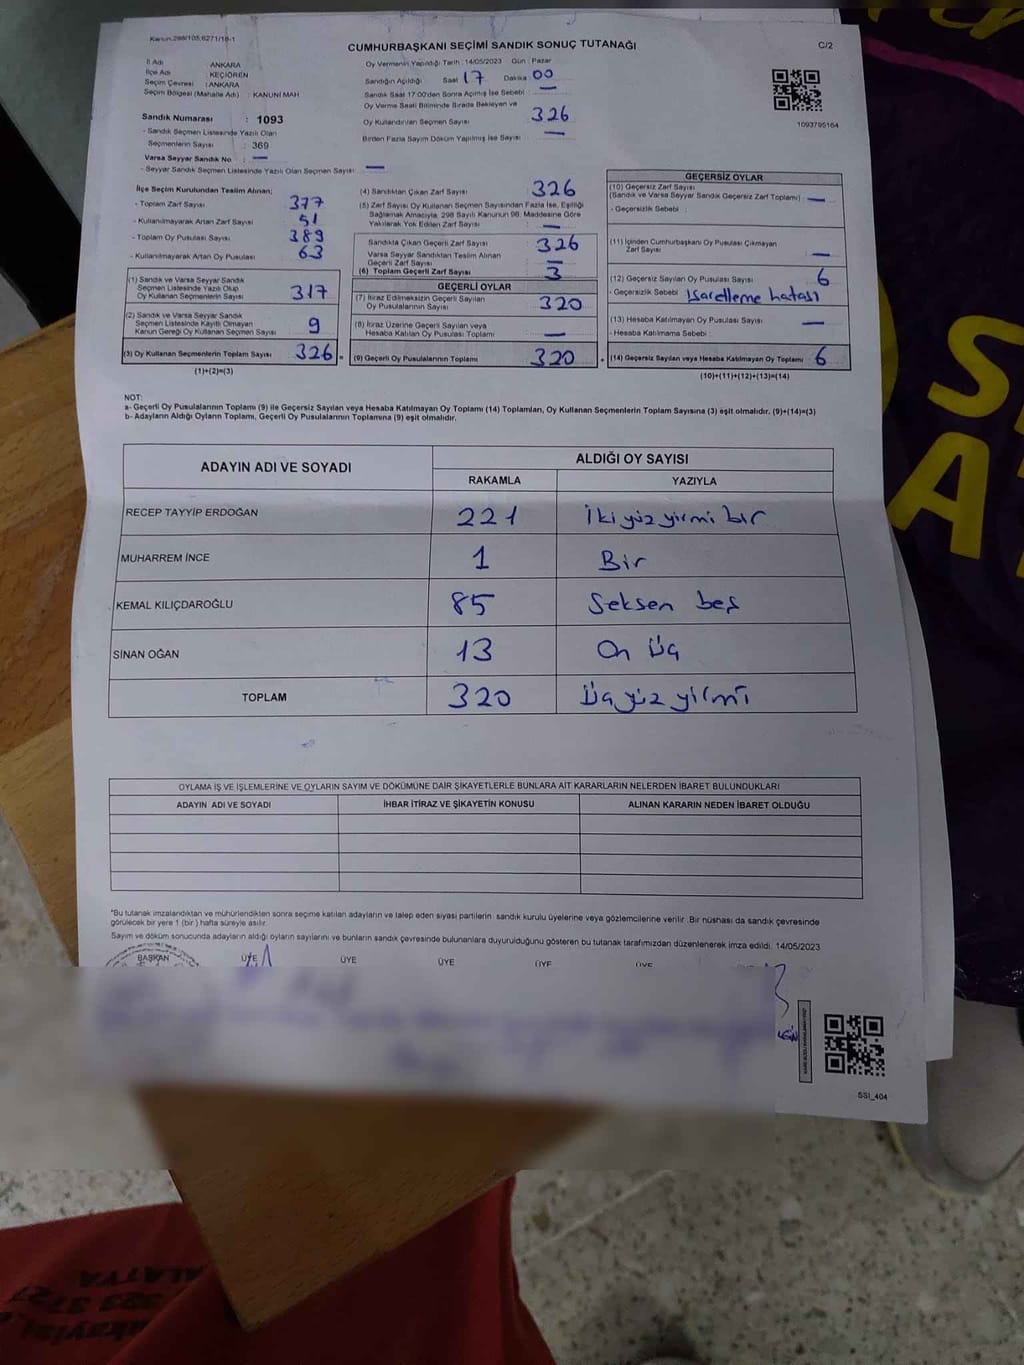 Kanun:298/105,6271/18-1
CUMHURBAŞKANI SEÇİMİ SANDIK SONUÇ TUTANAĞI
C/2
İl Adı : ANKARA
İlçe Adı : KEÇİÖREN
Seçim Çevresi : ANKARA
Seçim Bölgesi (Mahalle Adı) : KANUNİ MAH
Sandık Numarası : 1093
- Sandık Seçmen Listesinde Yazılı Olan
Seçmenlerin Sayısı : 369
Varsa Seyyar Sandık No : —
- Seyyar Sandık Seçmen Listesinde Yazılı Olan Seçmen Sayısı : —
Oy Vermenin Yapıldığı Tarih : 14/05/2023 Gün : Pazar
Sandığın Açıldığı Saat 17 Dakika 00
Sandık Saat 17:00'den Sonra Açılmış İse Sebebi : —
Oy Verme Saati Bitiminde Sırada Bekleyen ve
Oy Kullandırılan Seçmen Sayısı : 326
Birden Fazla Sayım Döküm Yapılmış İse Sayısı : —
1093795164
İlçe Seçim Kurulundan Teslim Alınan;
- Toplam Zarf Sayısı : 377
- Kullanılmayarak Artan Zarf Sayısı : 51
- Toplam Oy Pusulası Sayısı : 389
- Kullanılmayarak Artan Oy Pusulası : 63
(1) Sandık ve Varsa Seyyar Sandık
Seçmen Listesinde Yazılı Olup
Oy Kullanan Seçmenlerin Sayısı : 317
(2) Sandık ve Varsa Seyyar Sandık
Seçmen Listesinde Kayıtlı Olmayan
Kanun Gereği Oy Kullanan Seçmen Sayısı : 9
(3) Oy Kullanan Seçmenlerin Toplam Sayısı : 326 =
(1)+(2)=(3)
(4) Sandıktan Çıkan Zarf Sayısı : 326
(5) Zarf Sayısı Oy Kullanan Seçmen Sayısından Fazla İse, Eşitliği
Sağlamak Amacıyla, 298 Sayılı Kanunun 98. Maddesine Göre
Yakılarak Yok Edilen Zarf Sayısı : —
Sandıkta Çıkan Geçerli Zarf Sayısı : 326
Varsa Seyyar Sandıktan Teslim Alınan
Geçerli Zarf Sayısı : —
(6) Toplam Geçerli Zarf Sayısı : 3
GEÇERLİ OYLAR
(7) İtiraz Edilmeksizin Geçerli Sayılan
Oy Pusulalarının Sayısı : 320
(8) İtiraz Üzerine Geçerli Sayılan veya
Hesaba Katılan Oy Pusulası Toplamı : —
(9) Geçerli Oy Pusulalarının Toplamı : 320 +
GEÇERSİZ OYLAR
(10) Geçersiz Zarf Sayısı
(Sandık ve Varsa Seyyar Sandık Geçersiz Zarf Toplamı) : —
- Geçersizlik Sebebi :
(11) İçinden Cumhurbaşkanı Oy Pusulası Çıkmayan
Zarf Sayısı : —
(12) Geçersiz Sayılan Oy Pusulası Sayısı : 6
- Geçersizlik Sebebi : İşaretleme hatası
(13) Hesaba Katılmayan Oy Pusulası Sayısı : —
- Hesaba Katılmama Sebebi :
(14) Geçersiz Sayılan veya Hesaba Katılmayan Oy Toplamı : 6
(10)+(11)+(12)+(13)=(14)
NOT:
a- Geçerli Oy Pusulalarının Toplamı (9) ile Geçersiz Sayılan veya Hesaba Katılmayan Oy Toplamı (14) Toplamları, Oy Kullanan Seçmenlerin Toplam Sayısına (3) eşit olmalıdır. (9)+(14)=(3)
b- Adayların Aldığı Oyların Toplamı, Geçerli Oy Pusulalarının Toplamına (9) eşit olmalıdır.
ADAYIN ADI VE SOYADI
ALDIĞI OY SAYISI
RAKAMLA YAZIYLA
RECEP TAYYİP ERDOĞAN 221 İki yüz yirmi bir
MUHARREM İNCE 1 Bir
KEMAL KILIÇDAROĞLU 85 Seksen beş
SİNAN OĞAN 13 On Üç
TOPLAM 320 Üç yüz yirmi
OYLAMA İŞ VE İŞLEMLERİNE VE OYLARIN SAYIM VE DÖKÜMÜNE DAİR ŞİKAYETLERLE BUNLARA AİT KARARLARIN NELERDEN İBARET BULUNDUKLARI
ADAYIN ADI VE SOYADI İHBAR İTİRAZ VE ŞİKAYETİN KONUSU ALINAN KARARIN NEDEN İBARET OLDUĞU
*Bu tutanak imzalandıktan ve mühürlendikten sonra seçime katılan adayların ve talep eden siyasi partilerin sandık kurulu üyelerine veya gözlemcilerine verilir. Bir nüshası da sandık çevresinde
görülecek bir yere 1 (bir) hafta süreyle asılır.
Sayım ve döküm sonucunda adayların aldığı oyların sayılarını ve bunların sandık çevresinde bulunanlara duyurulduğunu gösteren bu tutanak tarafımızdan düzenlenerek imza edildi. 14/05/2023
BAŞKAN ÜYE ÜYE ÜYE ÜYE ÜYE
SSI_404